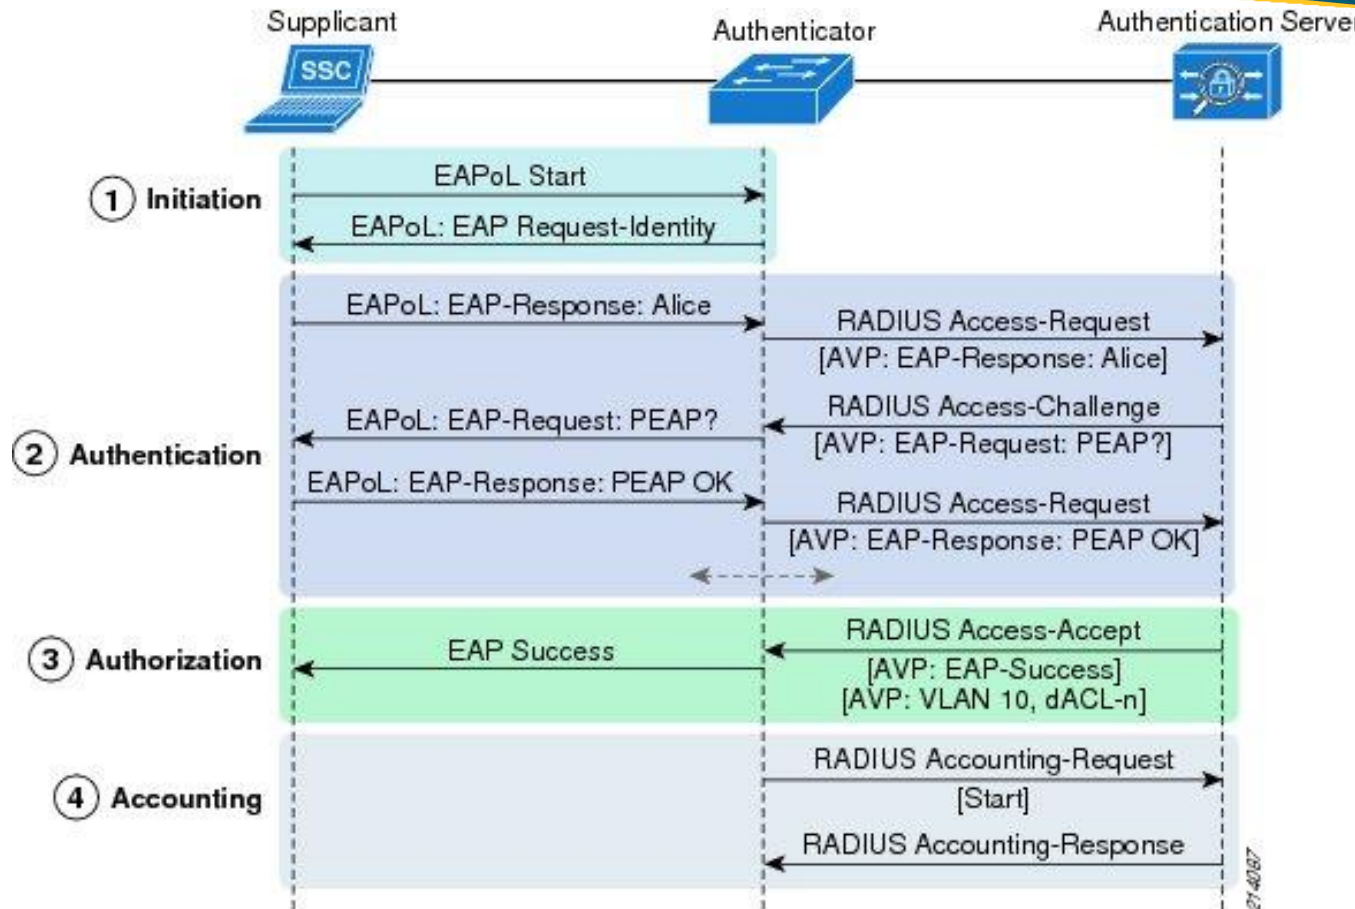 Supplicant
Authenticator
Authentication Server
SSC
1 Initiation
EAPoL Start
EAPoL: EAP Request-Identity
2 Authentication
EAPoL: EAP-Response: Alice
RADIUS Access-Request
[AVP: EAP-Response: Alice]
RADIUS Access-Challenge
EAPoL: EAP-Request: PEAP?
[AVP: EAP-Request: PEAP?]
EAPoL: EAP-Response: PEAP OK
RADIUS Access-Request
[AVP: EAP-Response: PEAP OK]
3 Authorization
RADIUS Access-Accept
EAP Success
[AVP: EAP-Success]
[AVP: VLAN 10, dACL-n]
4 Accounting
RADIUS Accounting-Request
[Start]
RADIUS Accounting-Response
214087